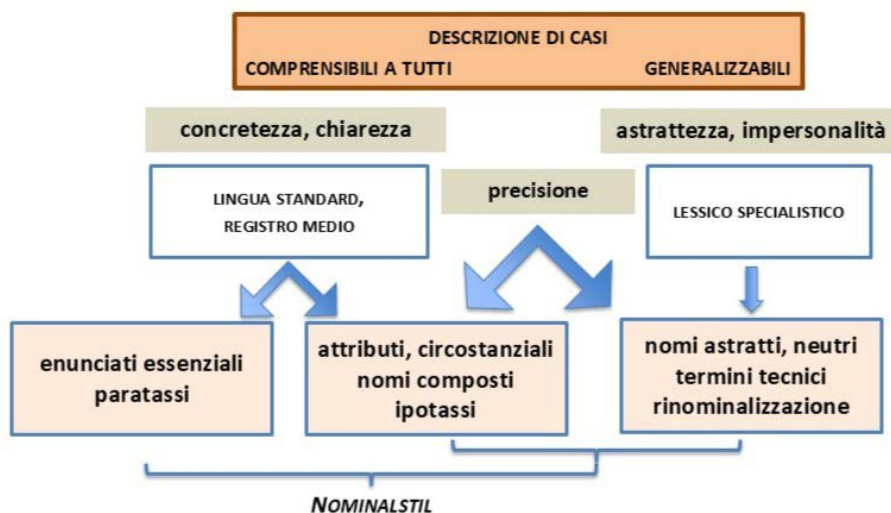 DESCRIZIONE DI CASI
COMPRENSIBILI A TUTTI GENERALIZZABILI
concretezza, chiarezza
astrattezza, impersonalità
LINGUA STANDARD,
REGISTRO MEDIO
precisione
LESSICO SPECIALISTICO
enunciati essenziali
paratassi
attributi, circostanziali
nomi composti
ipotassi
nomi astratti, neutri
termini tecnici
rinominalizzazione
NOMINALSTIL